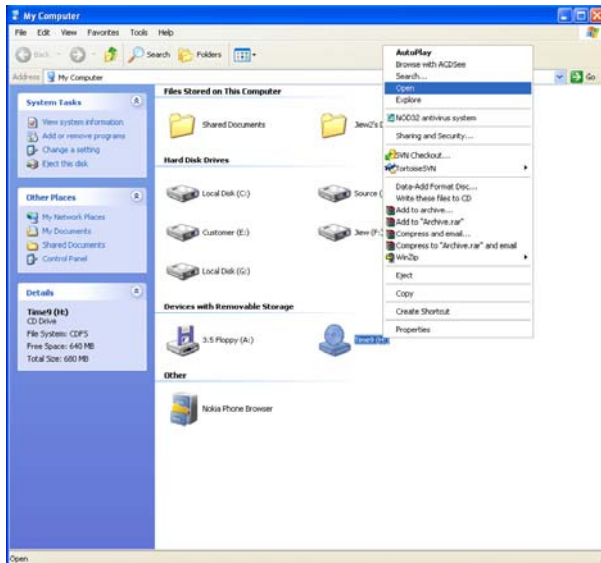 My Computer
File Edit View Favorites Tools Help
Back Search Folders
Address My Computer Go
System Tasks
View system information
Add or remove programs
Change a setting
Eject this disk
Other Places
My Network Places
My Documents
Shared Documents
Control Panel
Details
Time9 (H:)
CD Drive
File System: CDFS
Free Space: 640 MB
Total Size: 680 MB
Files Stored on This Computer
Shared Documents
Hard Disk Drives
Local Disk (C:)
Source (
Customer (E:)
Local Disk (G:)
Devices with Removable Storage
3.5 Floppy (A:)
Time9 (H:)
Other
Nokia Phone Browser
AutoPlay
Browse with ACDSee
Search...
Open
Explore
NOD32 antivirus system
Sharing and Security...
SVN Checkout...
TortoiseSVN
Data-Add Format Disc...
Write these files to CD
Add to archive...
Add to "Archive.rar"
Compress and email...
Compress to "Archive.rar" and email
WinZip
Eject
Copy
Create Shortcut
Properties
Open